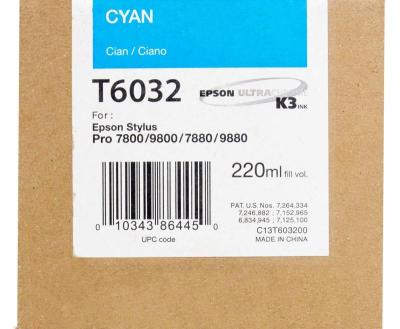 CYAN
Cian / Ciano
T6032
EPSON ULTRACHROME
K3 INK
For :
Epson Stylus
Pro 7800/9800/7880/9880
220ml fill vol.
0 10343 86445 0
UPC code
PAT. U.S. Nos. 7,264,334
7,246,882 ; 7,152,965
6,834,945 ; 7,125,100
C13T603200
MADE IN CHINA